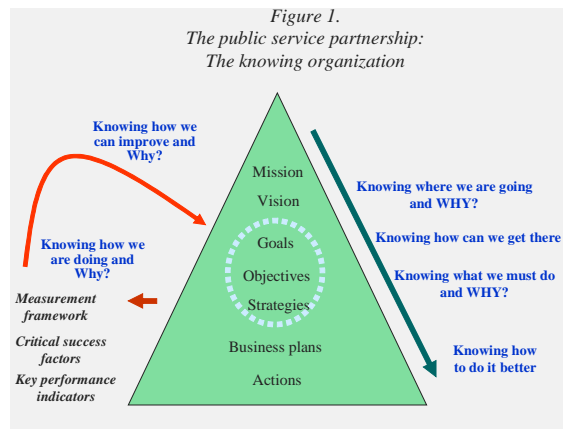 Figure 1.
The public service partnership:
The knowing organization
Knowing how we
can improve and
Why?
Mission
Vision
Goals
Objectives
Strategies
Business plans
Actions
Knowing how we
are doing and
Why?
Measurement
framework
Critical success
factors
Key performance
indicators
Knowing where we are going
and WHY?
Knowing how can we get there
Knowing what we must do
and WHY?
Knowing how
to do it better